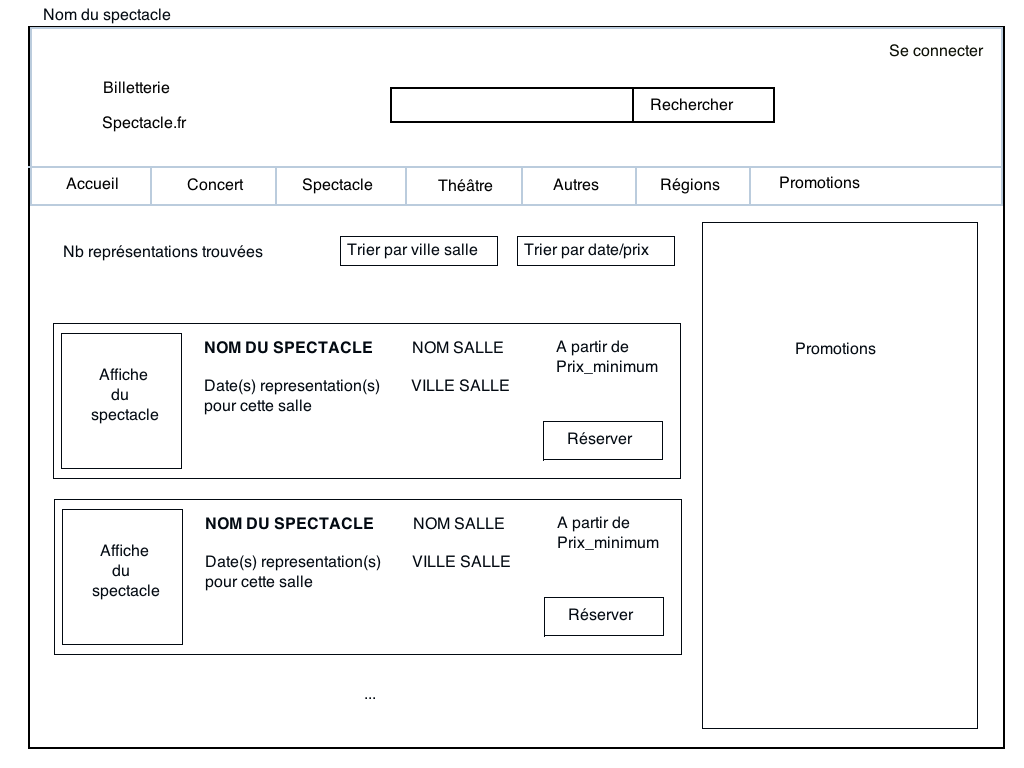 Nom du spectacle
Se connecter
Billetterie
Spectacle.fr
Rechercher
Accueil
Concert
Spectacle
Théâtre
Autres
Régions
Promotions
Nb représentations trouvées
Trier par ville salle
Trier par date/prix
Promotions
Affiche
du
spectacle
NOM DU SPECTACLE
Date(s) representation(s)
pour cette salle
NOM SALLE
VILLE SALLE
A partir de
Prix_minimum
Réserver
Affiche
du
spectacle
NOM DU SPECTACLE
Date(s) representation(s)
pour cette salle
NOM SALLE
VILLE SALLE
A partir de
Prix_minimum
Réserver
...